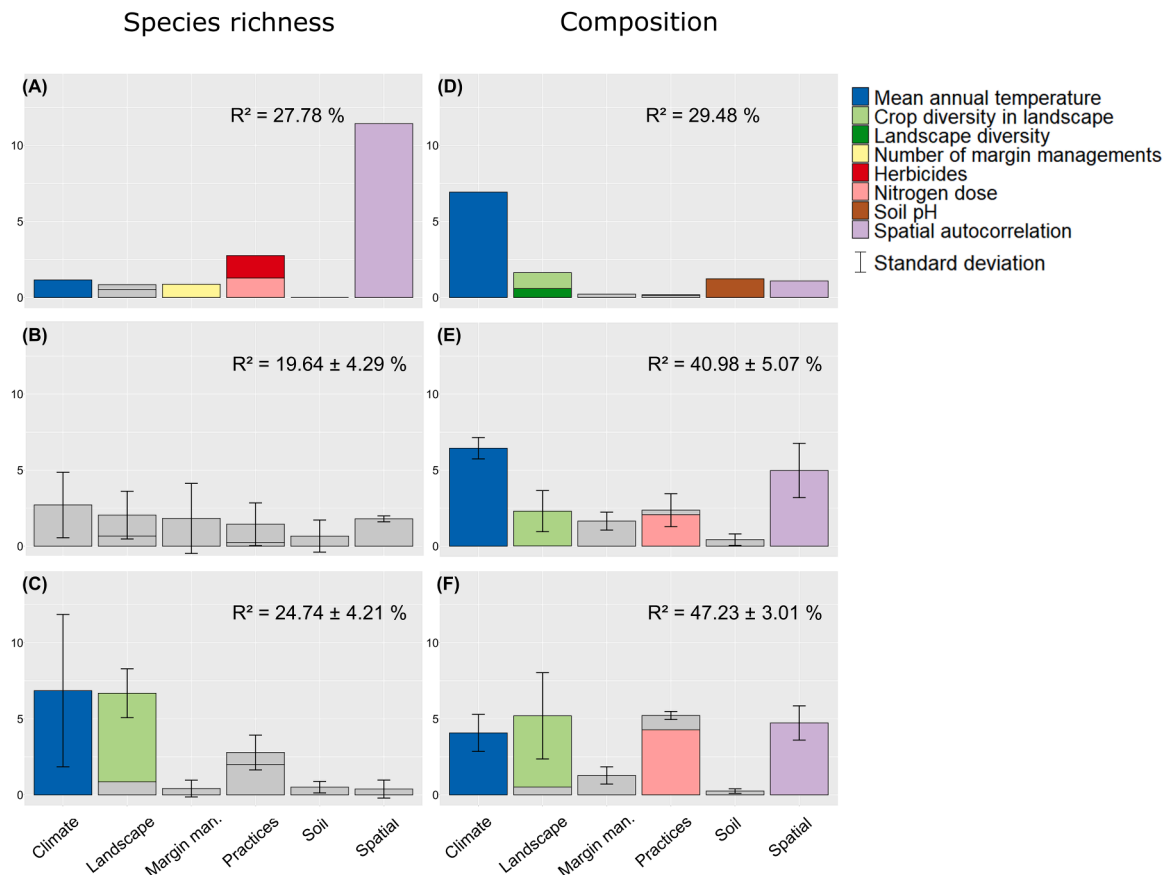 Species richness
Composition
(A)
R² = 27.78 %
10
5
0
(D)
R² = 29.48 %
10
5
0
Mean annual temperature
Crop diversity in landscape
Landscape diversity
Number of margin managements
Herbicides
Nitrogen dose
Soil pH
Spatial autocorrelation
Standard deviation
(B)
R² = 19.64 ± 4.29 %
10
5
0
(E)
R² = 40.98 ± 5.07 %
10
5
0
(C)
R² = 24.74 ± 4.21 %
10
5
0
(F)
R² = 47.23 ± 3.01 %
10
5
0
Climate
Landscape
Margin man.
Practices
Soil
Spatial
Climate
Landscape
Margin man.
Practices
Soil
Spatial